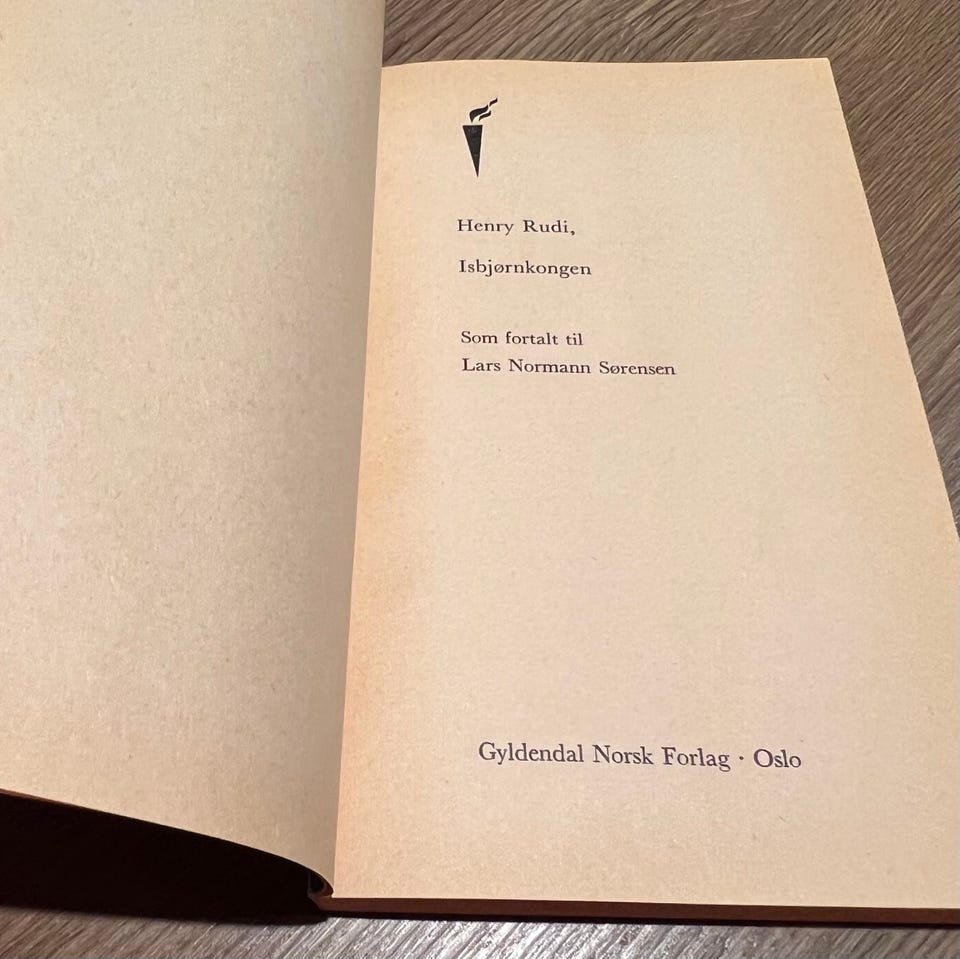 Henry Rudi,
Isbjørnkongen
Som fortalt til
Lars Normann Sørensen
Gyldendal Norsk Forlag · Oslo